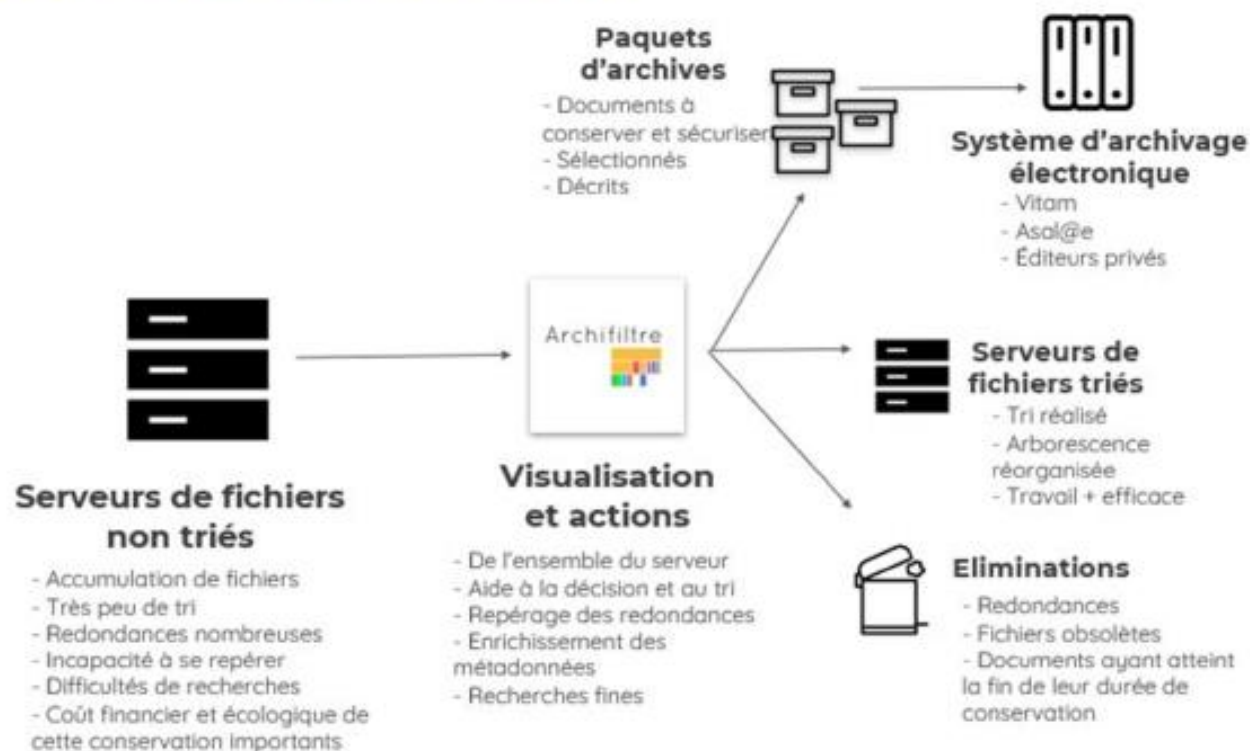 Paquets
d'archives
- Documents à
conserver et sécuriser
- Sélectionnés
- Décrits
Système d'archivage
électronique
- Vitam
- Asal@e
- Éditeurs privés
Archifiltre
Serveurs de fichiers
non triés
- Accumulation de fichiers
- Très peu de tri
- Redondances nombreuses
- Incapacité à se repérer
- Difficultés de recherches
- Coût financier et écologique de
cette conservation importants
Visualisation
et actions
- De l'ensemble du serveur
- Aide à la décision et au tri
- Repérage des redondances
- Enrichissement des
métadonnées
- Recherches fines
Serveurs de
fichiers triés
- Tri réalisé
- Arborescence
réorganisée
- Travail + efficace
Eliminations
- Redondances
- Fichiers obsolètes
- Documents ayant atteint
la fin de leur durée de
conservation